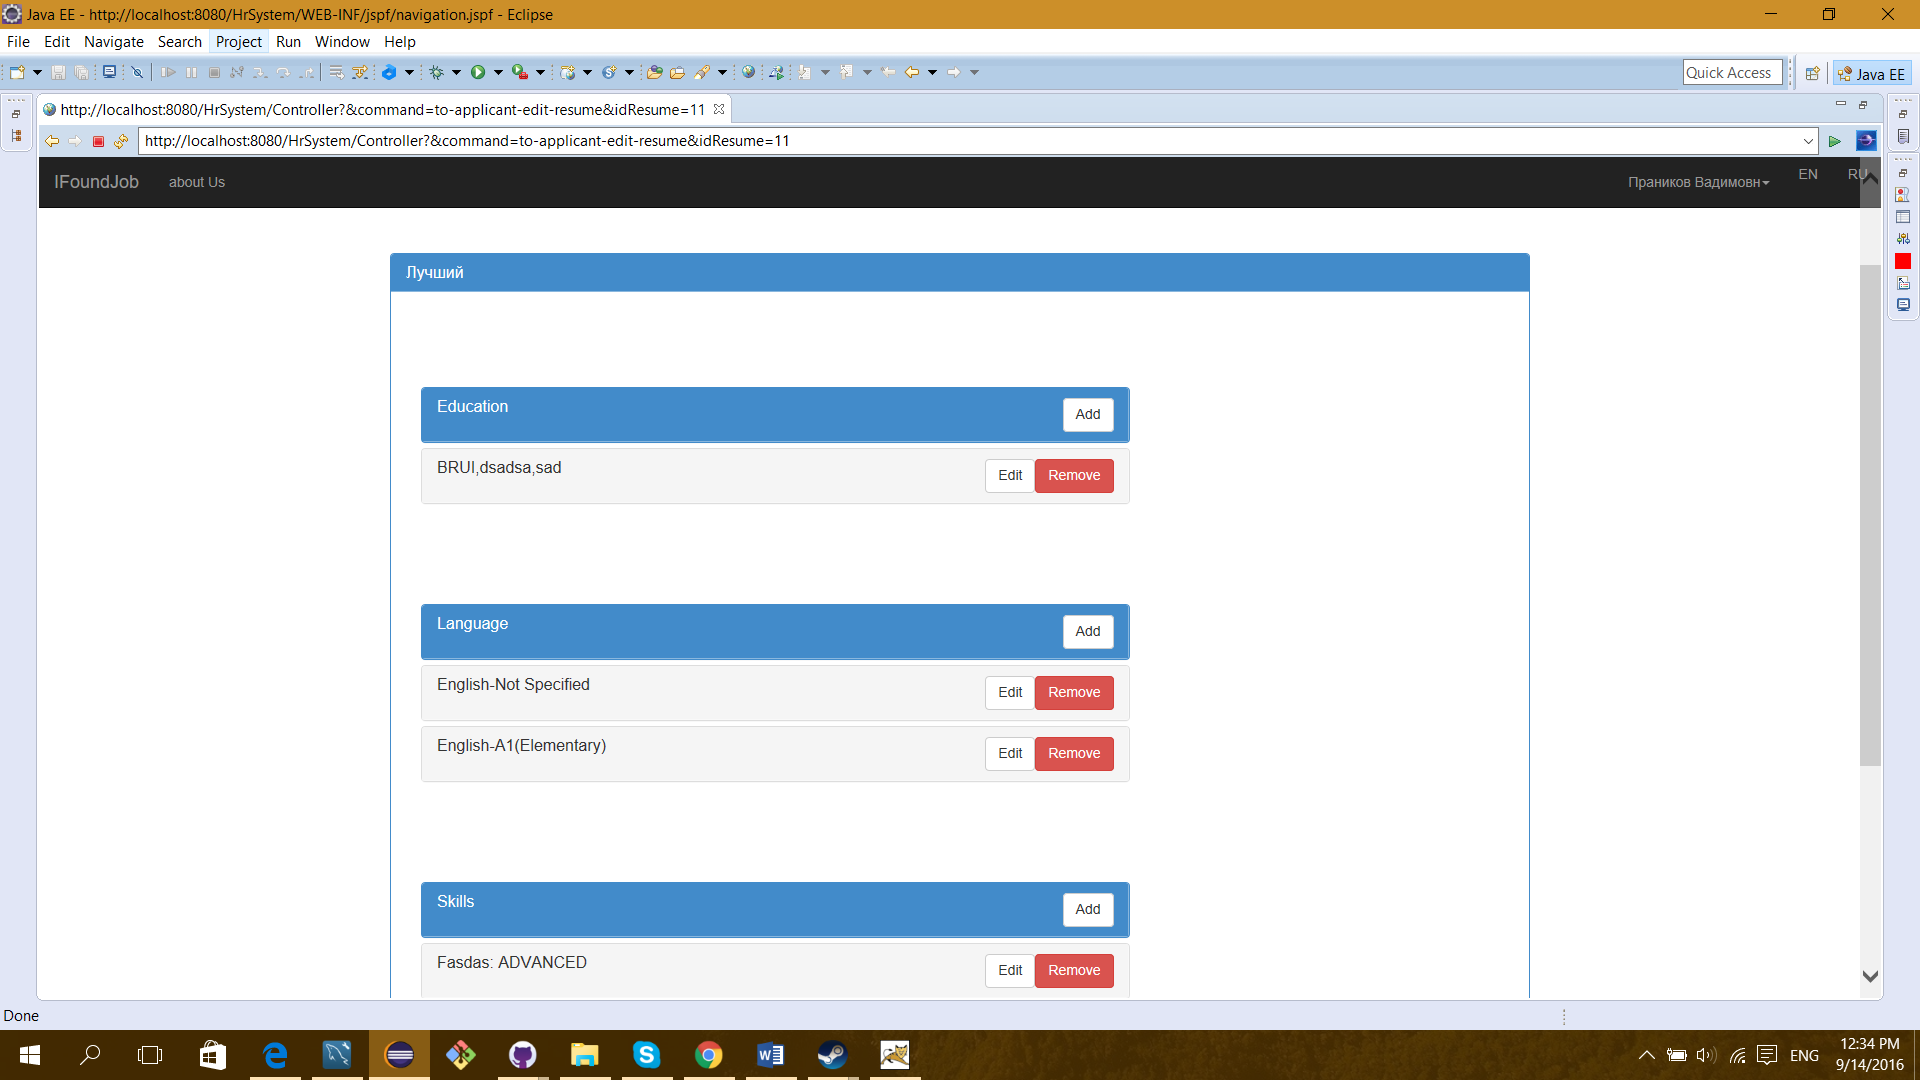 Java EE - http://localhost:8080/HrSystem/WEB-INF/jspf/navigation.jspf - Eclipse
File Edit Navigate Search Project Run Window Help
Quick Access
Java EE
http://localhost:8080/HrSystem/Controller?&command=to-applicant-edit-resume&idResume=11
http://localhost:8080/HrSystem/Controller?&command=to-applicant-edit-resume&idResume=11
IFoundJob about Us Праников Вадимовн EN RU
Лучший
Education Add
BRUI,dsadsa,sad Edit Remove
Language Add
English-Not Specified Edit Remove
English-A1(Elementary) Edit Remove
Skills Add
Fasdas: ADVANCED Edit Remove
Done
ENG
12:34 PM
9/14/2016